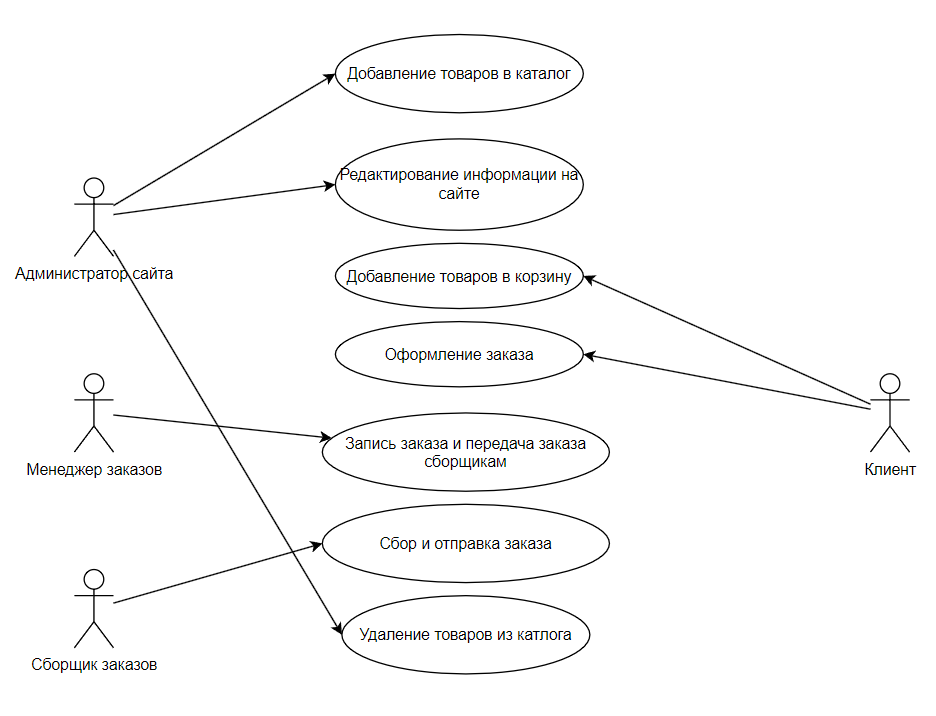 Добавление товаров в каталог
Редактирование информации на
сайте
Администратор сайта
Добавление товаров в корзину
Оформление заказа
Менеджер заказов
Запись заказа и передача заказа
сборщикам
Клиент
Сбор и отправка заказа
Удаление товаров из катлога
Сборщик заказов